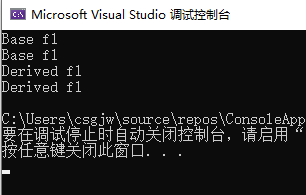 Microsoft Visual Studio 调试控制台
Base f1
Base f1
Derived f1
Derived f1
C:\Users\csgjw\source\repos\ConsoleApp
要在调试停止时自动关闭控制台，请启用“
按任意键关闭此窗口. . .